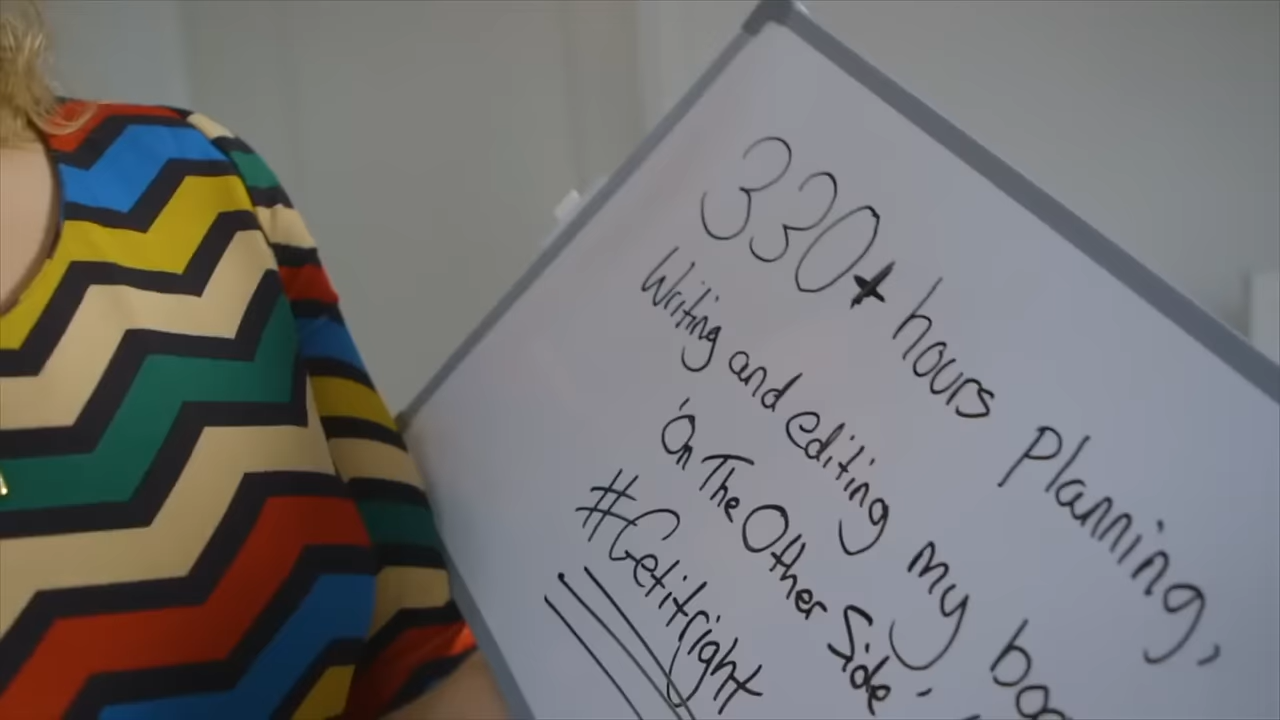 330+ hours Planning,
Writing and editing my boo
'On The Other Side'
#Getitright